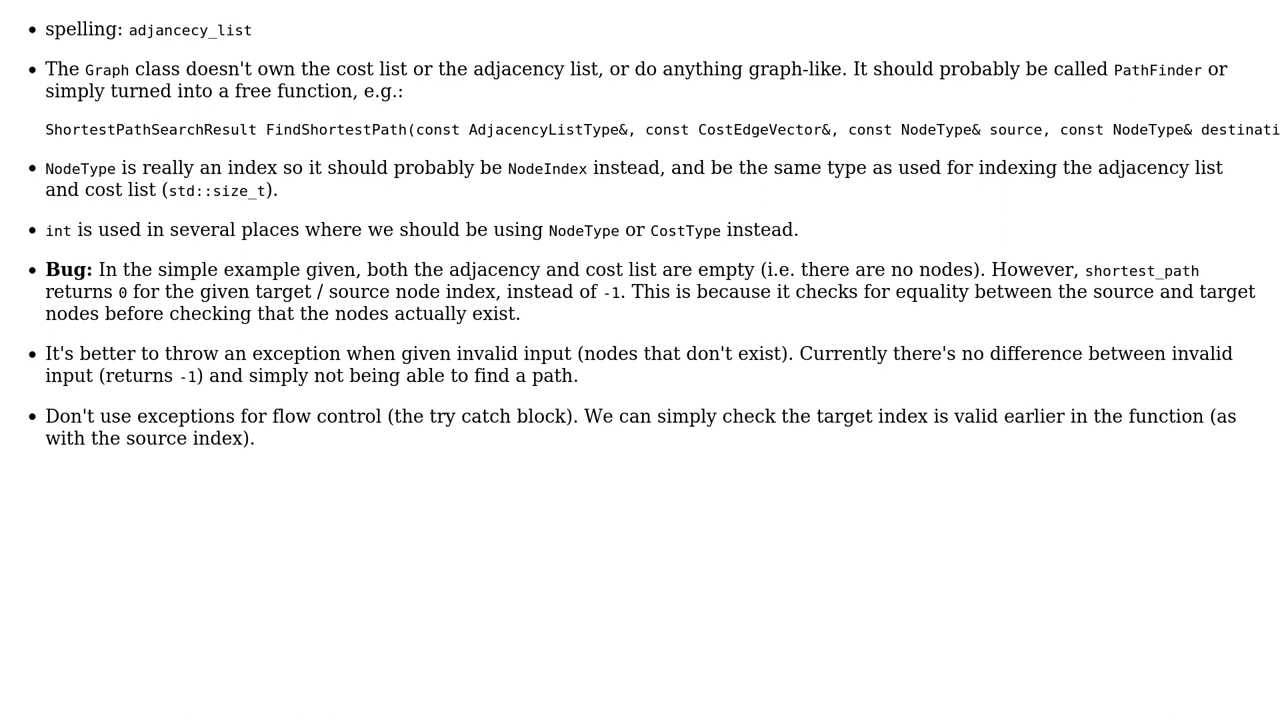 • spelling: adjancecy_list
• The Graph class doesn't own the cost list or the adjacency list, or do anything graph-like. It should probably be called PathFinder or
simply turned into a free function, e.g.:
ShortestPathSearchResult FindShortestPath(const AdjacencyListType&, const CostEdgeVector&, const NodeType& source, const NodeType& destinati
• NodeType is really an index so it should probably be NodeIndex instead, and be the same type as used for indexing the adjacency list
and cost list (std::size_t).
• int is used in several places where we should be using NodeType or CostType instead.
• Bug: In the simple example given, both the adjacency and cost list are empty (i.e. there are no nodes). However, shortest_path
returns 0 for the given target / source node index, instead of -1. This is because it checks for equality between the source and target
nodes before checking that the nodes actually exist.
• It's better to throw an exception when given invalid input (nodes that don't exist). Currently there's no difference between invalid
input (returns -1) and simply not being able to find a path.
• Don't use exceptions for flow control (the try catch block). We can simply check the target index is valid earlier in the function (as
with the source index).